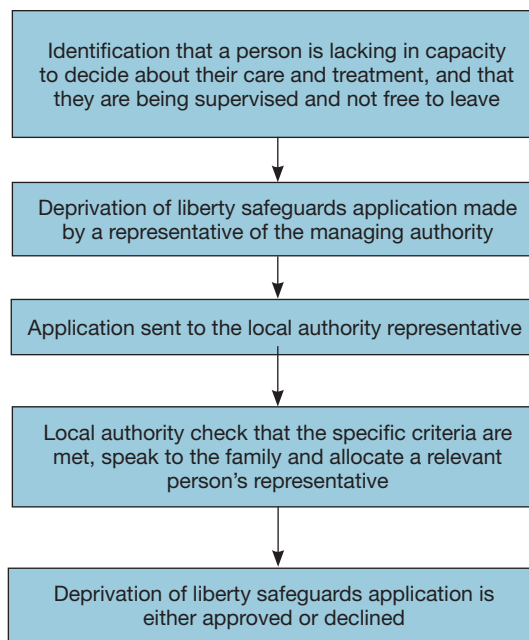 Identification that a person is lacking in capacity
to decide about their care and treatment, and that
they are being supervised and not free to leave
Deprivation of liberty safeguards application made
by a representative of the managing authority
Application sent to the local authority representative
Local authority check that the specific criteria are
met, speak to the family and allocate a relevant
person's representative
Deprivation of liberty safeguards application is
either approved or declined